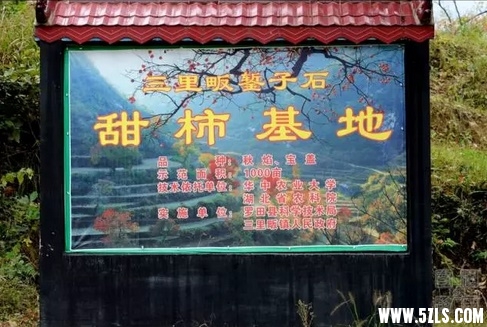 三里畈錾子石
甜柿基地
品 种：秋焰、宝盖
示范面积：1000亩
技术依托单位：华中农业大学
湖北省农科院
实施单位：罗田县科学技术局
三里畈镇人民政府
WWW.5ZLS.COM